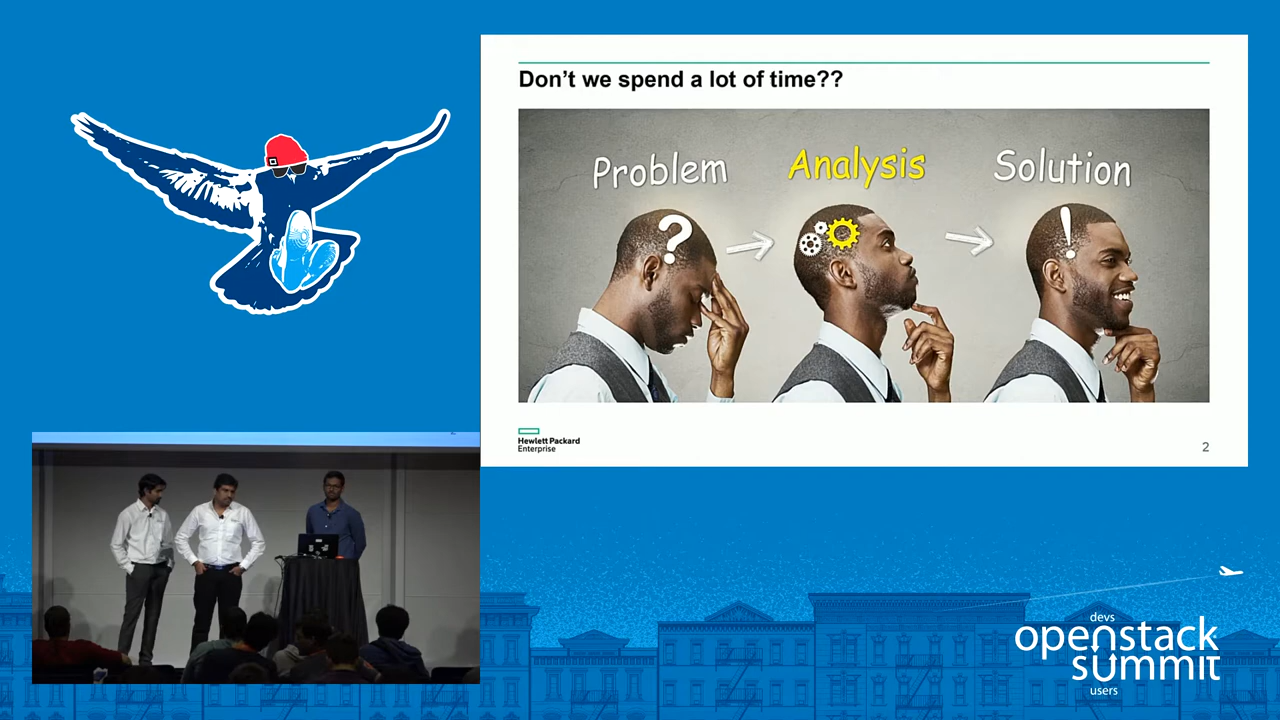 Don't we spend a lot of time??
Problem
Analysis
Solution
?
!
Hewlett Packard
Enterprise
2
devs
openstack
summit
users